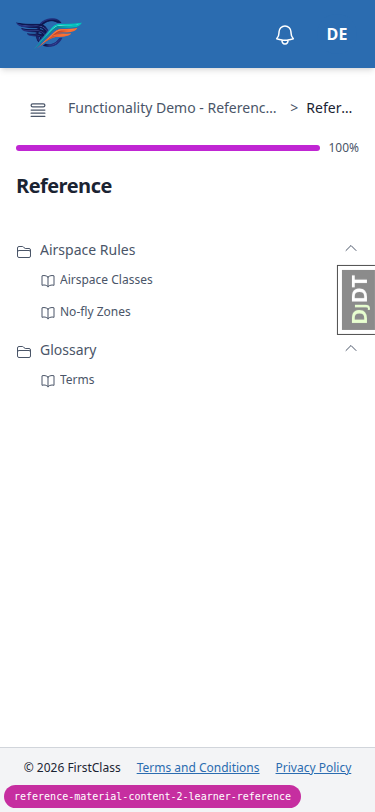 DE
Functionality Demo - Referenc... > Refer...
100%
Reference
Airspace Rules
Airspace Classes
No-fly Zones
DjDT
Glossary
Terms
© 2026 FirstClass Terms and Conditions Privacy Policy
reference-material-content-2-learner-reference